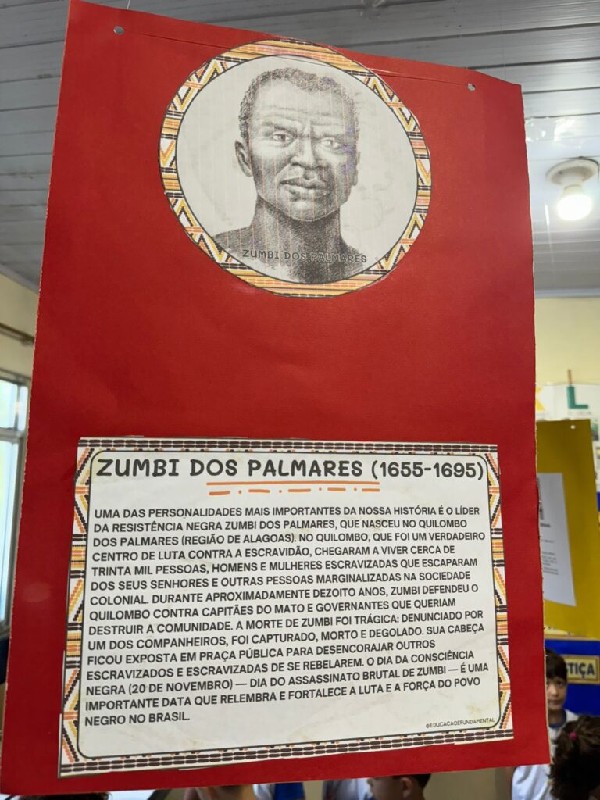 ZUMBI DOS PALMARES
ZUMBI DOS PALMARES (1655-1695)
UMA DAS PERSONALIDADES MAIS IMPORTANTES DA NOSSA HISTÓRIA É O LÍDER
DA RESISTÊNCIA NEGRA ZUMBI DOS PALMARES, QUE NASCEU NO QUILOMBO
DOS PALMARES (REGIÃO DE ALAGOAS). NO QUILOMBO, QUE FOI UM VERDADEIRO
CENTRO DE LUTA CONTRA A ESCRAVIDÃO, CHEGARAM A VIVER CERCA DE
TRINTA MIL PESSOAS, HOMENS E MULHERES ESCRAVIZADAS QUE ESCAPARAM
DOS SEUS SENHORES E OUTRAS PESSOAS MARGINALIZADAS NA SOCIEDADE
COLONIAL. DURANTE APROXIMADAMENTE DEZOITO ANOS, ZUMBI DEFENDEU O
QUILOMBO CONTRA CAPITÃES DO MATO E GOVERNANTES QUE QUERIAM
DESTRUIR A COMUNIDADE. A MORTE DE ZUMBI FOI TRÁGICA: DENUNCIADO POR
UM DOS COMPANHEIROS, FOI CAPTURADO, MORTO E DEGOLADO. SUA CABEÇA
FICOU EXPOSTA EM PRAÇA PÚBLICA PARA DESENCORAJAR OUTROS
ESCRAVIZADOS E ESCRAVIZADAS DE SE REBELAREM. O DIA DA CONSCIÊNCIA
NEGRA (20 DE NOVEMBRO) — DIA DO ASSASSINATO BRUTAL DE ZUMBI — É UMA
IMPORTANTE DATA QUE RELEMBRA E FORTALECE A LUTA E A FORÇA DO POVO
NEGRO NO BRASIL.
L